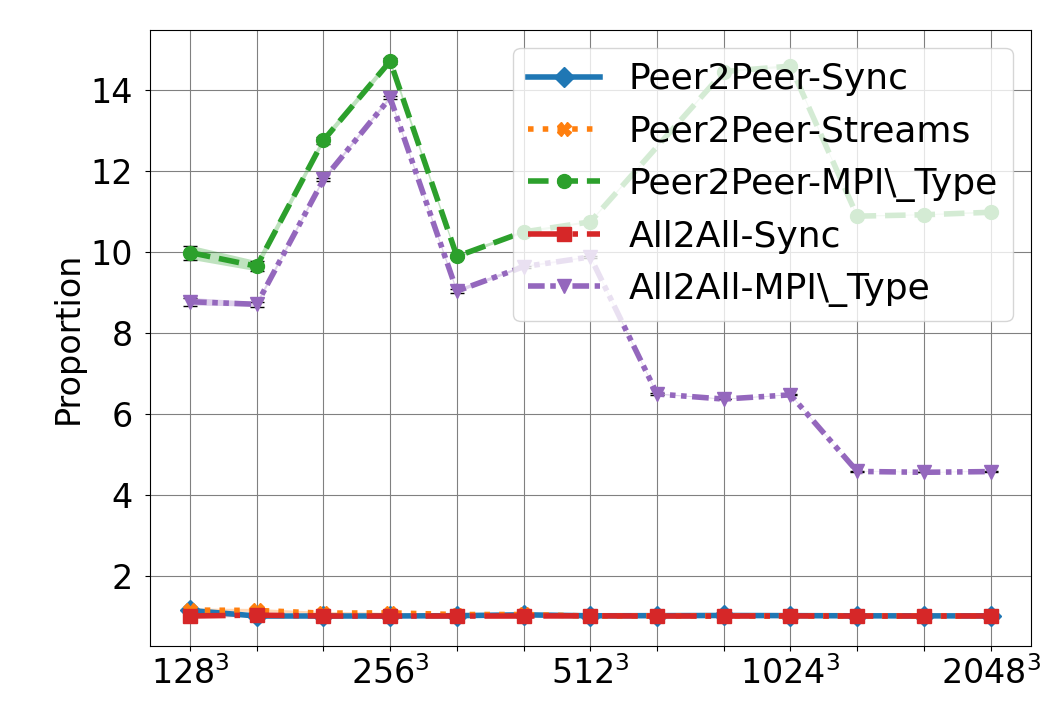 Proportion
14
12
10
8
6
4
2
Peer2Peer-Sync
Peer2Peer-Streams
Peer2Peer-MPI\_Type
All2All-Sync
All2All-MPI\_Type
128³ 256³ 512³ 1024³ 2048³